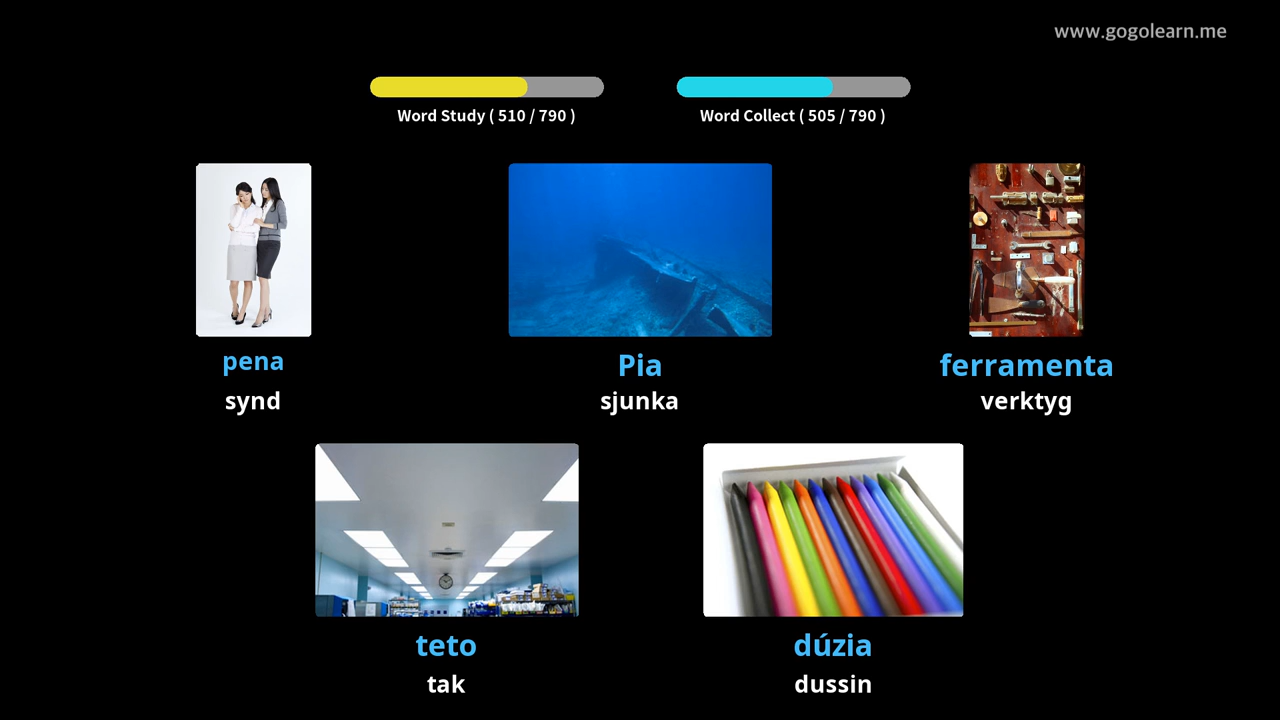 www.gogolearn.me
Word Study ( 510 / 790 )
Word Collect ( 505 / 790 )
pena
synd
Pia
sjunka
ferramenta
verktyg
teto
tak
dúzia
dussin